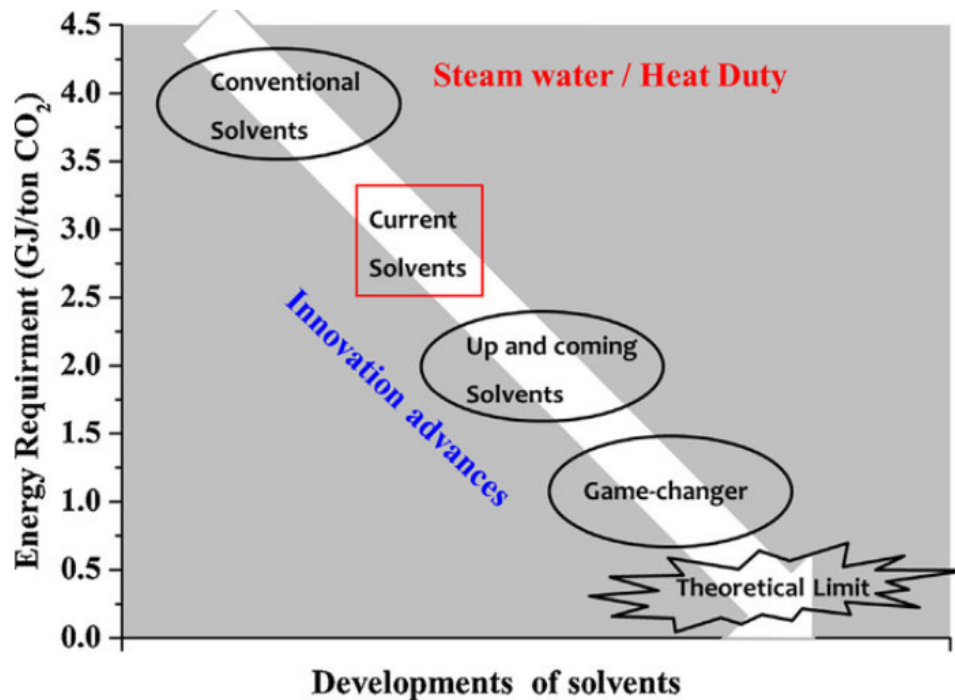 Energy Requirment (GJ/ton CO₂)
4.5
4.0
3.5
3.0
2.5
2.0
1.5
1.0
0.5
0.0
Steam water / Heat Duty
Conventional
Solvents
Current
Solvents
Innovation advances
Up and coming
Solvents
Game-changer
Theoretical Limit
Developments of solvents